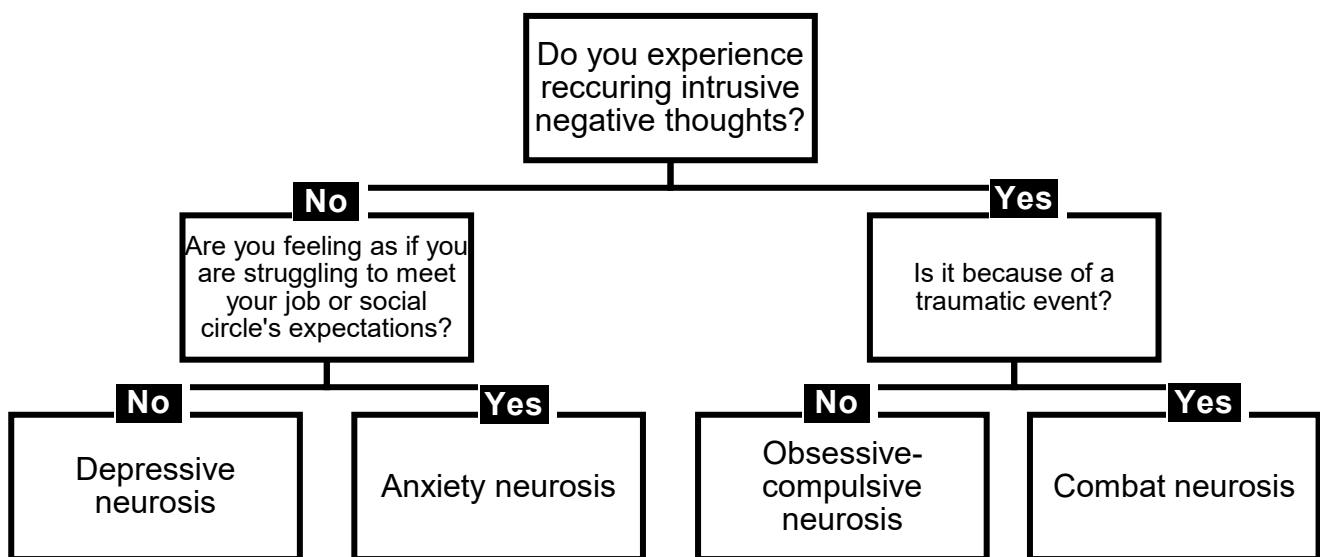 Do you experience
reccuring intrusive
negative thoughts?
No
Yes
Are you feeling as if you
are struggling to meet
your job or social
circle's expectations?
Is it because of a
traumatic event?
No
Yes
No
Yes
Depressive
neurosis
Anxiety neurosis
Obsessive-
compulsive
neurosis
Combat neurosis